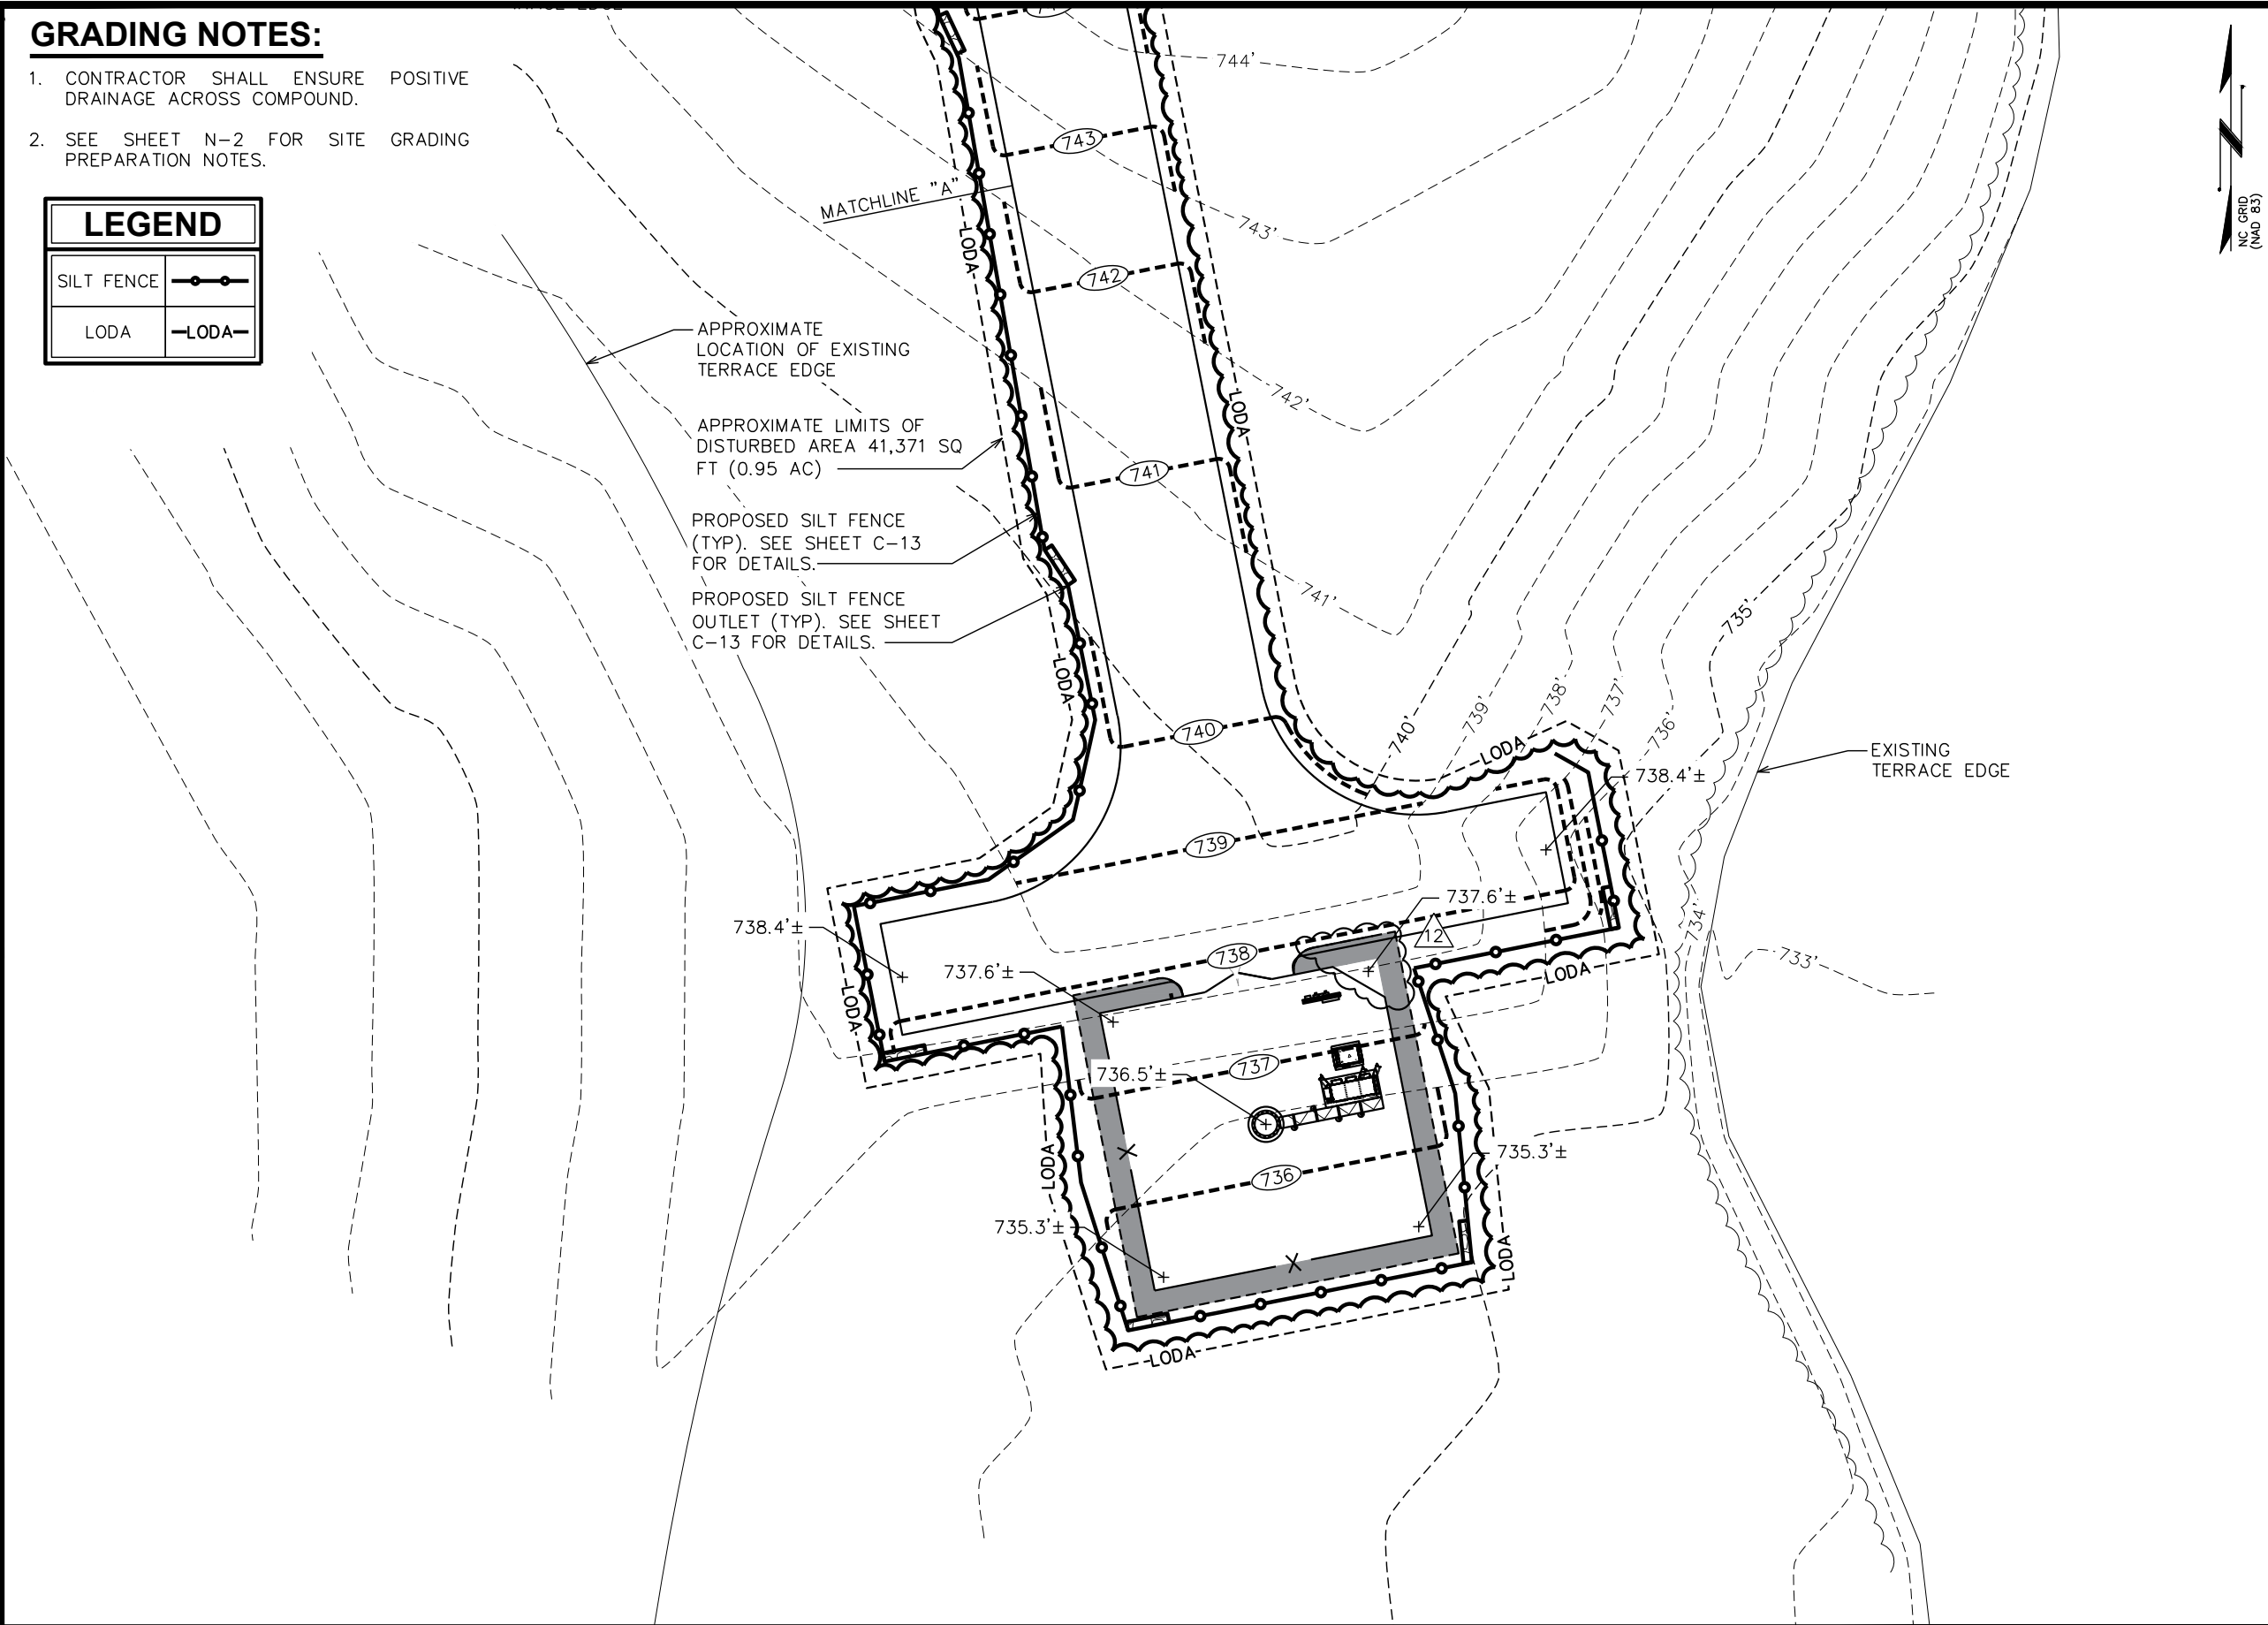 GRADING NOTES:
1. CONTRACTOR SHALL ENSURE POSITIVE
DRAINAGE ACROSS COMPOUND.
2. SEE SHEET N-2 FOR SITE GRADING
PREPARATION NOTES.
LEGEND
SILT FENCE
LODA
-LODA-
744'
743
MATCHLINE "A"
743'
LODA
742
742'
LODA
NC GRID
(NAD 83)
APPROXIMATE
LOCATION OF EXISTING
TERRACE EDGE
APPROXIMATE LIMITS OF
DISTURBED AREA 41,371 SQ
FT (0.95 AC)
741
PROPOSED SILT FENCE
(TYP). SEE SHEET C-13
FOR DETAILS.
PROPOSED SILT FENCE
OUTLET (TYP). SEE SHEET
C-13 FOR DETAILS.
741'
735'
LODA
740
740'
739'
738'
737'
736'
LODA
EXISTING
TERRACE EDGE
738.4'±
739
737.6'±
12
734'
738.4'±
738
737.6'±
733'
LODA
LODA
737
736.5'±
LODA
736
735.3'±
735.3'±
LODA
LODA